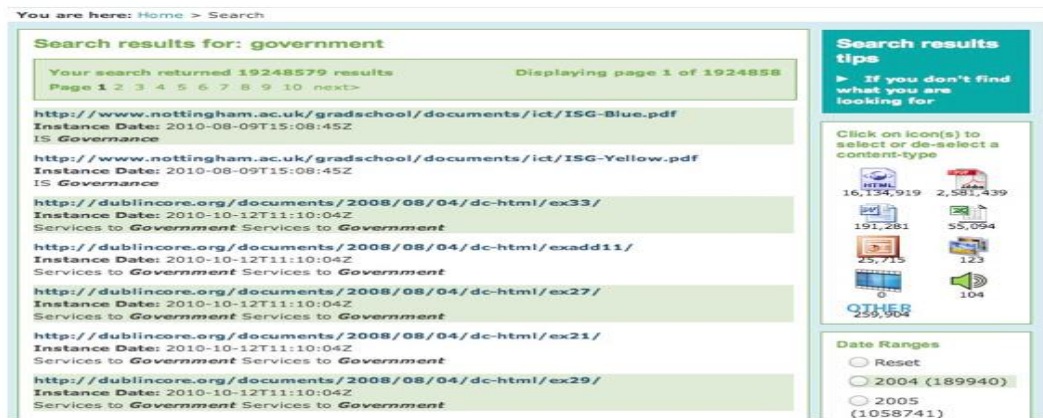 You are here: Home > Search
Search results for: government
Your search returned 19248579 results
Displaying page 1 of 1924858
Page 1 2 3 4 5 6 7 8 9 10 next>
http://www.nottingham.ac.uk/gradschool/documents/ict/ISG-Blue.pdf
Instance Date: 2010-08-09T15:08:45Z
IS Governance
http://www.nottingham.ac.uk/gradschool/documents/ict/ISG-Yellow.pdf
Instance Date: 2010-08-09T15:08:45Z
IS Governance
http://dublincore.org/documents/2008/08/04/dc-html/ex33/
Instance Date: 2010-10-12T11:10:04Z
Services to Government Services to Government
http://dublincore.org/documents/2008/08/04/dc-html/exadd11/
Instance Date: 2010-10-12T11:10:04Z
Services to Government Services to Government
http://dublincore.org/documents/2008/08/04/dc-html/ex27/
Instance Date: 2010-10-12T11:10:04Z
Services to Government Services to Government
http://dublincore.org/documents/2008/08/04/dc-html/ex21/
Instance Date: 2010-10-12T11:10:04Z
Services to Government Services to Government
http://dublincore.org/documents/2008/08/04/dc-html/ex29/
Instance Date: 2010-10-12T11:10:04Z
Services to Government Services to Government
Search results
tips
► If you don't find
what you are
looking for
Click on icon(s) to
select or de-select a
content-type
HTML
PDF
16,134,919 2,581,439
191,281 55,094
25,715 123
0 104
OTHER
259,904
Date Ranges
Reset
2004 (189940)
2005
(1058741)